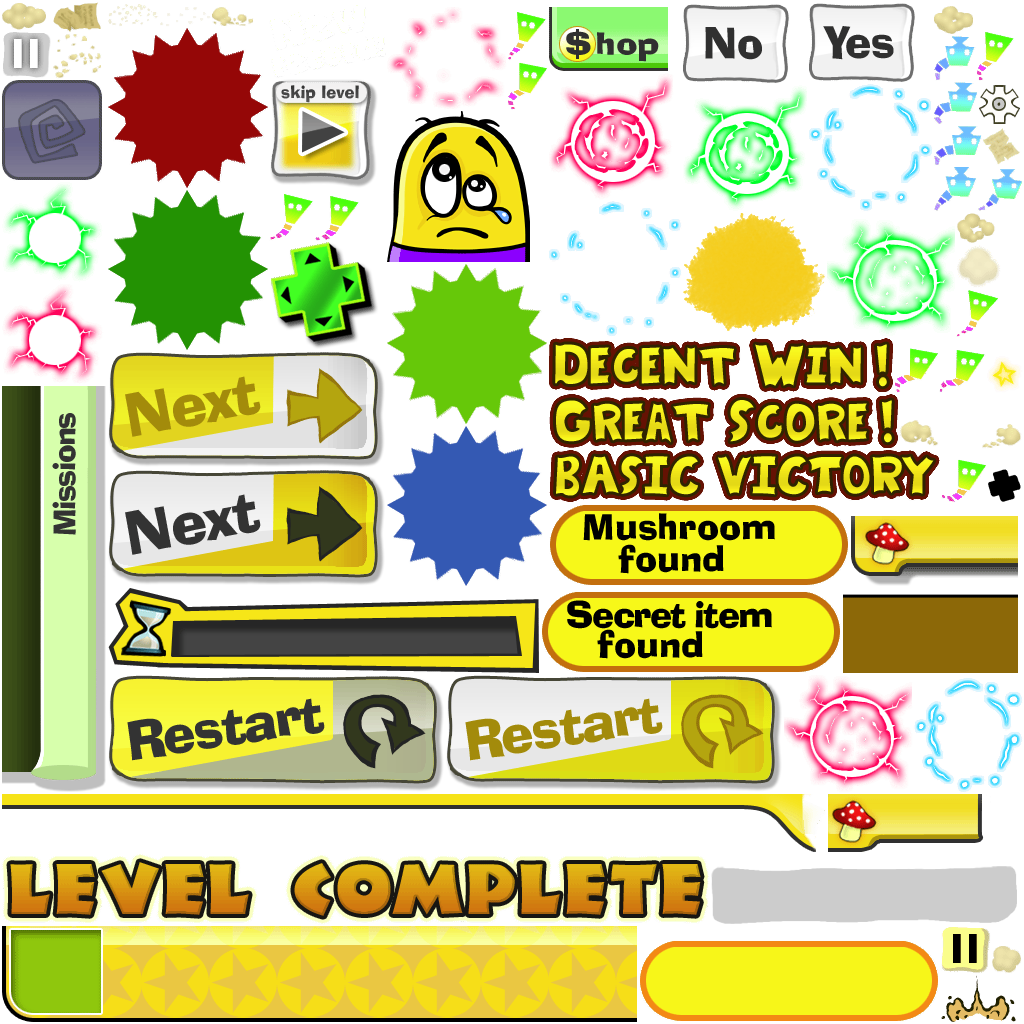 $hop
No
Yes
skip level
DECENT WIN!
GREAT SCORE!
BASIC VICTORY
Next
Missions
Next
Mushroom
found
Secret item
found
Restart
Restart
LEVEL COMPLETE